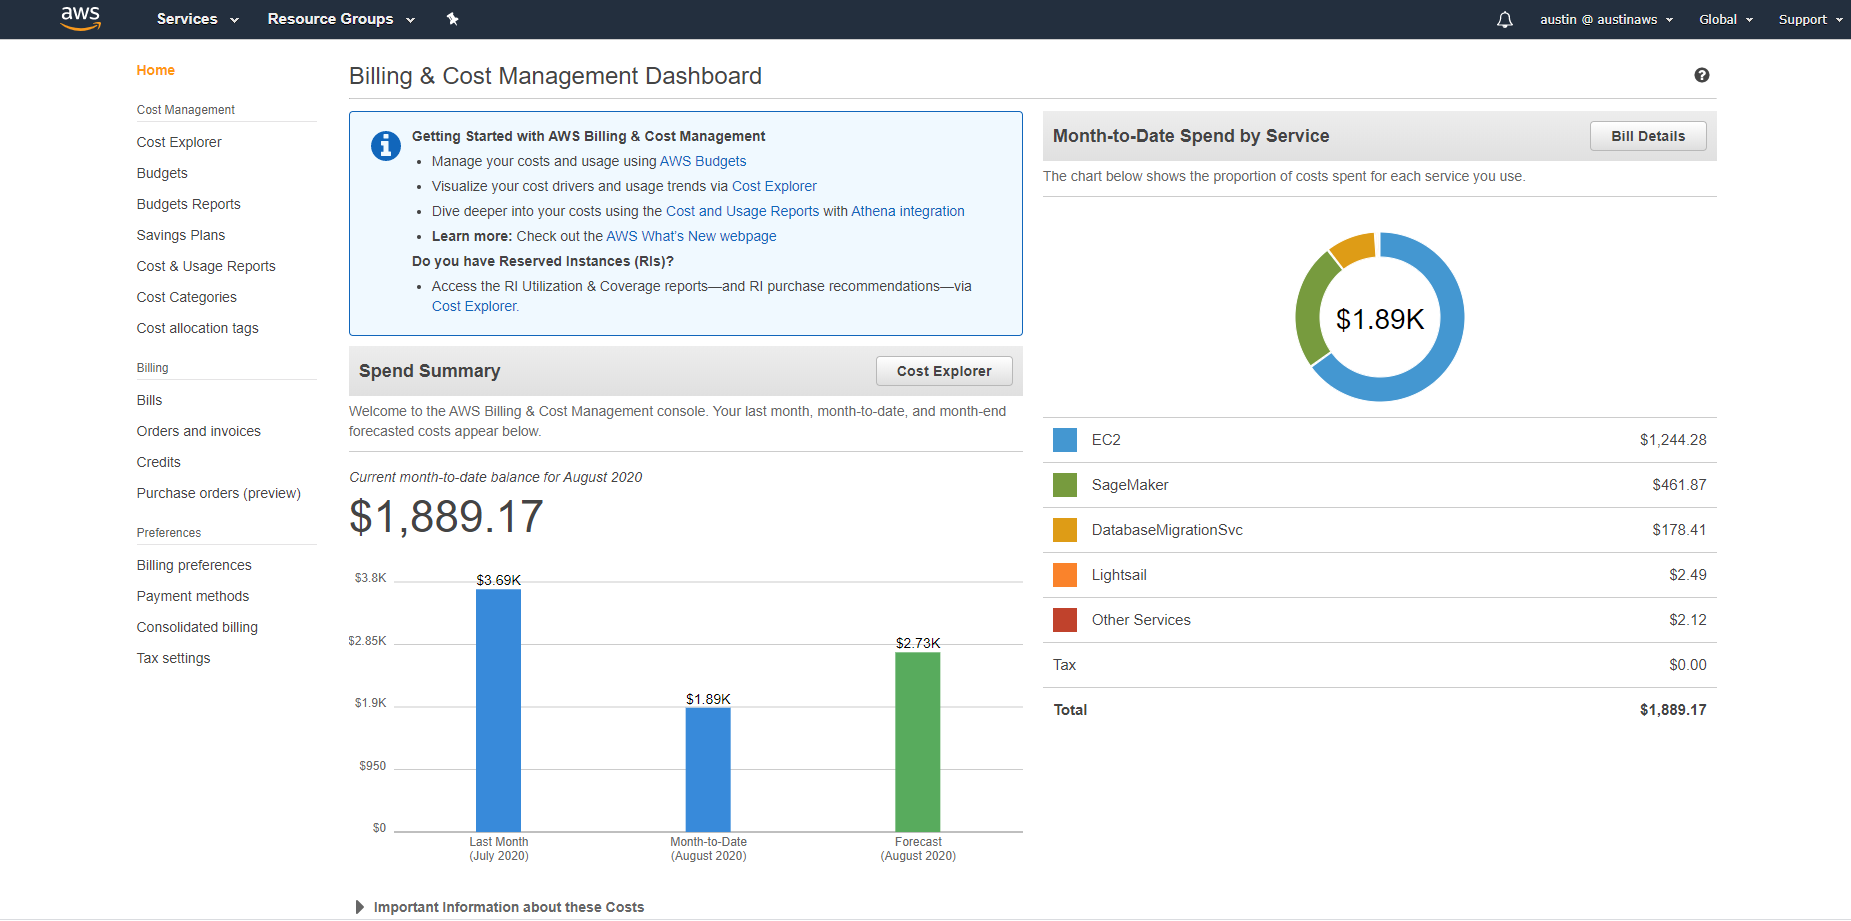 aws
Services
Resource Groups
austin @ austinaws
Global
Support
Home
Cost Management
Cost Explorer
Budgets
Budgets Reports
Savings Plans
Cost & Usage Reports
Cost Categories
Cost allocation tags
Billing
Bills
Orders and invoices
Credits
Purchase orders (preview)
Preferences
Billing preferences
Payment methods
Consolidated billing
Tax settings
Billing & Cost Management Dashboard
?
i
Getting Started with AWS Billing & Cost Management
• Manage your costs and usage using AWS Budgets
• Visualize your cost drivers and usage trends via Cost Explorer
• Dive deeper into your costs using the Cost and Usage Reports with Athena integration
• Learn more: Check out the AWS What's New webpage
Do you have Reserved Instances (RIs)?
• Access the RI Utilization & Coverage reports—and RI purchase recommendations—via
Cost Explorer.
Spend Summary
Cost Explorer
Welcome to the AWS Billing & Cost Management console. Your last month, month-to-date, and month-end
forecasted costs appear below.
Current month-to-date balance for August 2020
$1,889.17
$3.8K
$2.85K
$1.9K
$950
$0
$3.69K
$1.89K
$2.73K
Last Month
(July 2020)
Month-to-Date
(August 2020)
Forecast
(August 2020)
Important Information about these Costs
Month-to-Date Spend by Service
Bill Details
The chart below shows the proportion of costs spent for each service you use.
$1.89K
EC2 $1,244.28
SageMaker $461.87
DatabaseMigrationSvc $178.41
Lightsail $2.49
Other Services $2.12
Tax $0.00
Total $1,889.17